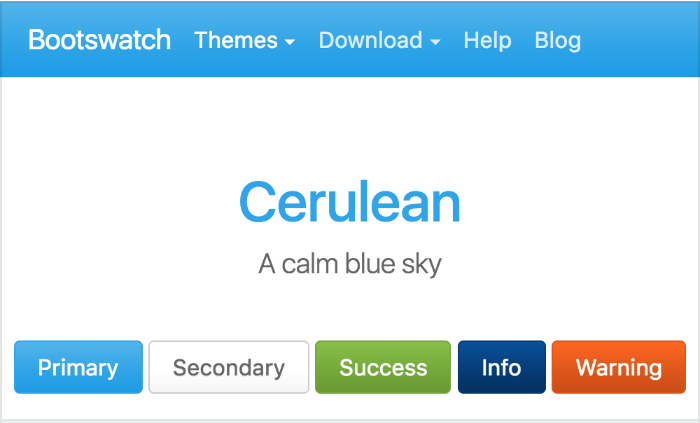 Bootswatch Themes Download Help Blog
Cerulean
A calm blue sky
Primary Secondary Success Info Warning